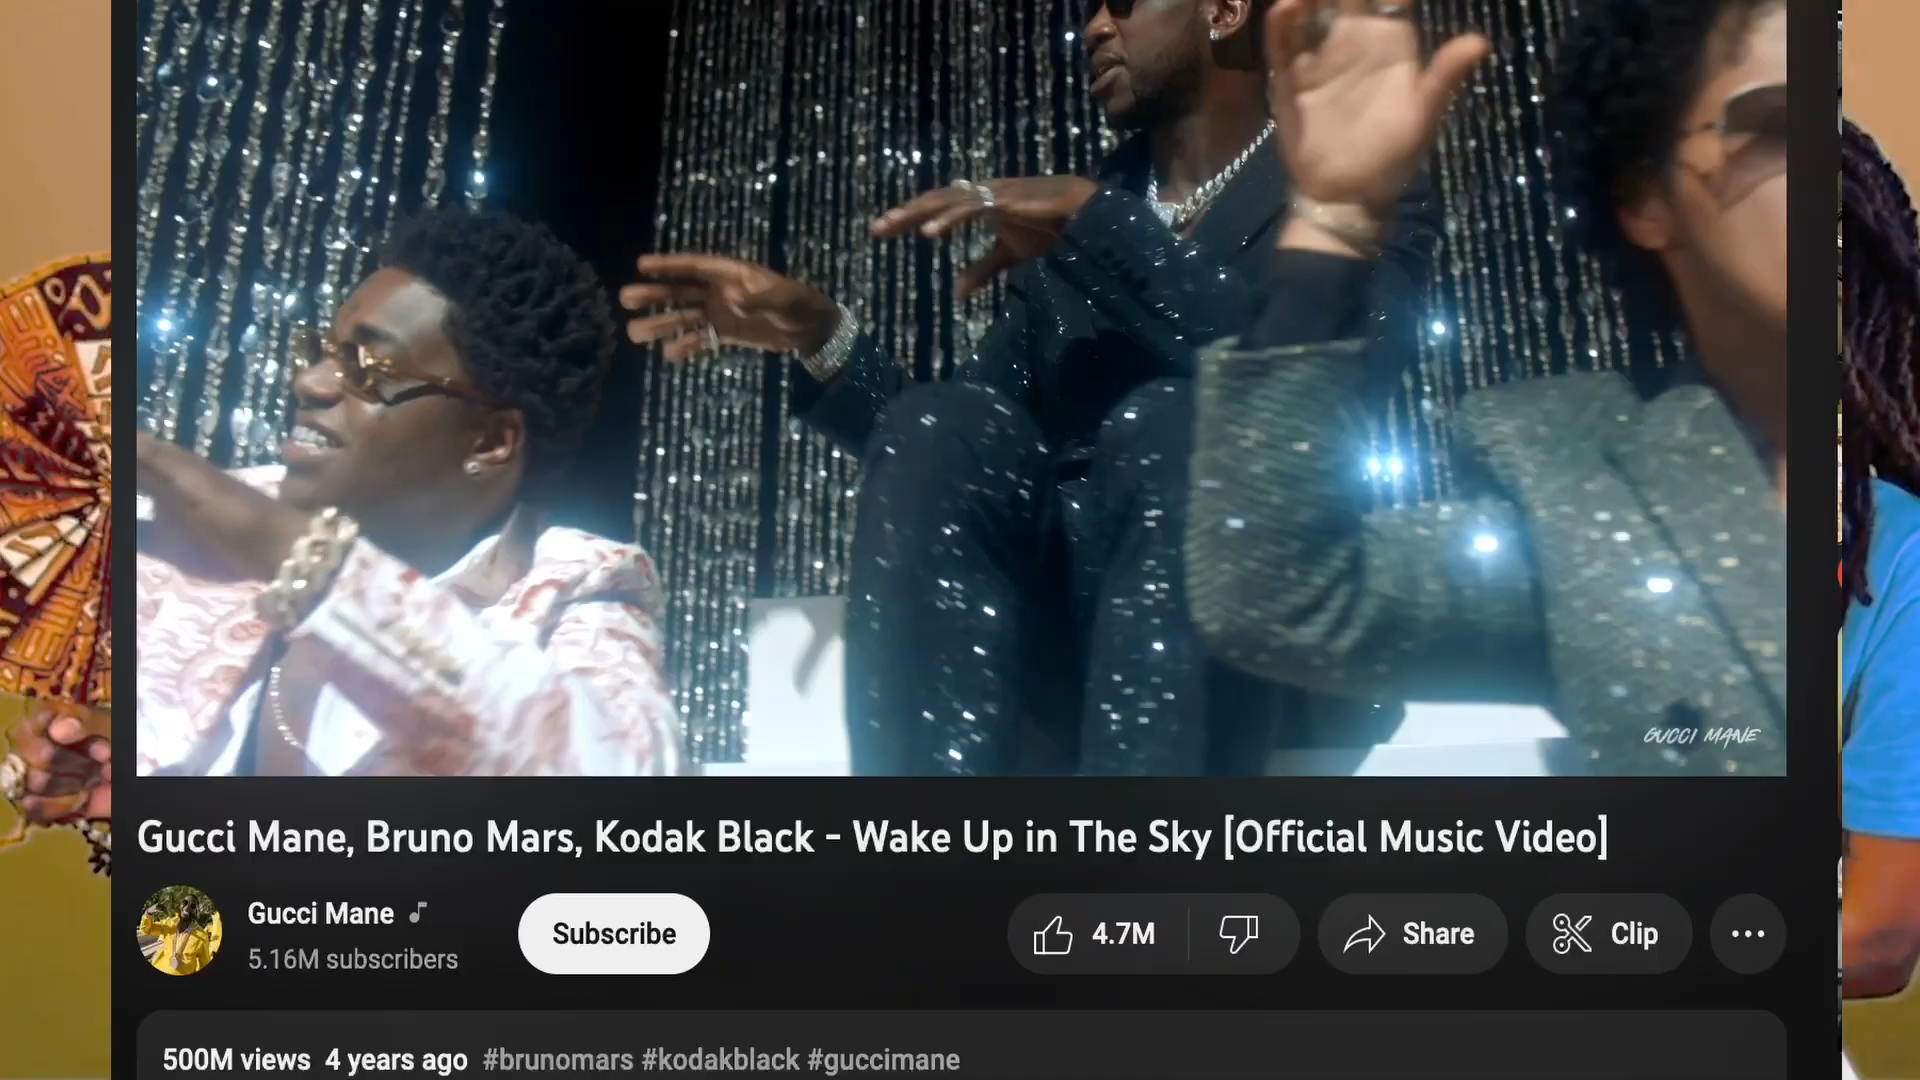 GUCCI MANE
Gucci Mane, Bruno Mars, Kodak Black - Wake Up in The Sky [Official Music Video]
Gucci Mane
5.16M subscribers
Subscribe
4.7M
Share
Clip
500M views 4 years ago #brunomars #kodakblack #guccimane